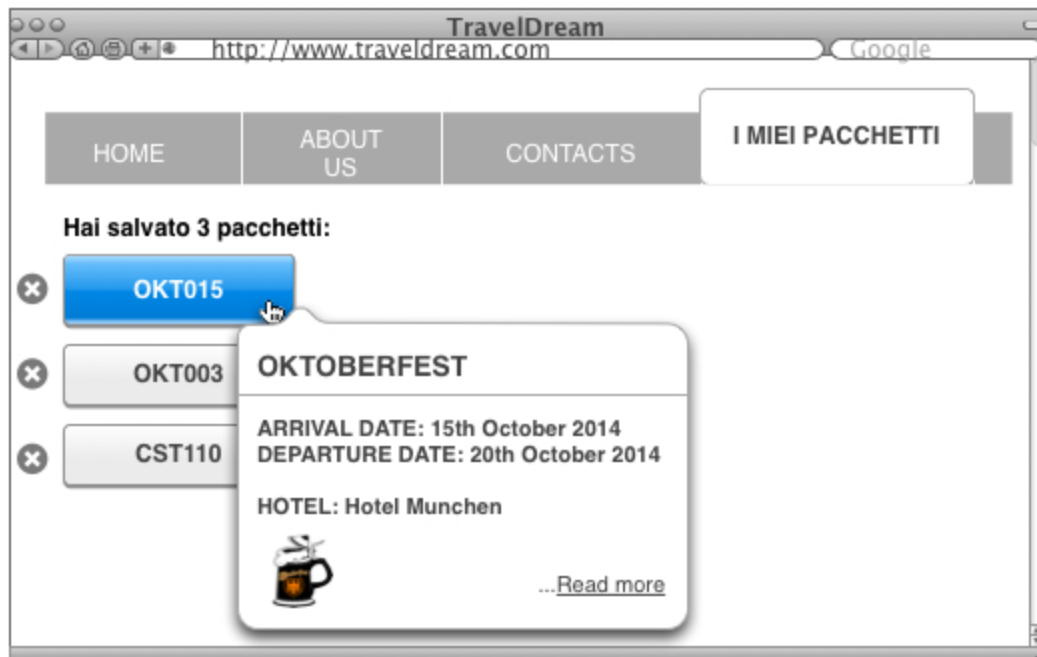 TravelDream
http://www.traveldream.com
Google
HOME
ABOUT
US
CONTACTS
I MIEI PACCHETTI
Hai salvato 3 pacchetti:
OKT015
OKT003
CST110
OKTOBERFEST
ARRIVAL DATE: 15th October 2014
DEPARTURE DATE: 20th October 2014
HOTEL: Hotel Munchen
...Read more